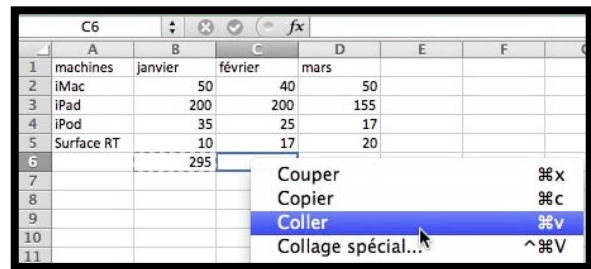 C6 fx
A B C D E F
1 machines janvier février mars
2 iMac 50 40 50
3 iPad 200 200 155
4 iPod 35 25 17
5 Surface RT 10 17 20
6 295
7 Couper ⌘x
8 Copier ⌘c
9 Coller ⌘v
10 Collage spécial... ^⌘V
11